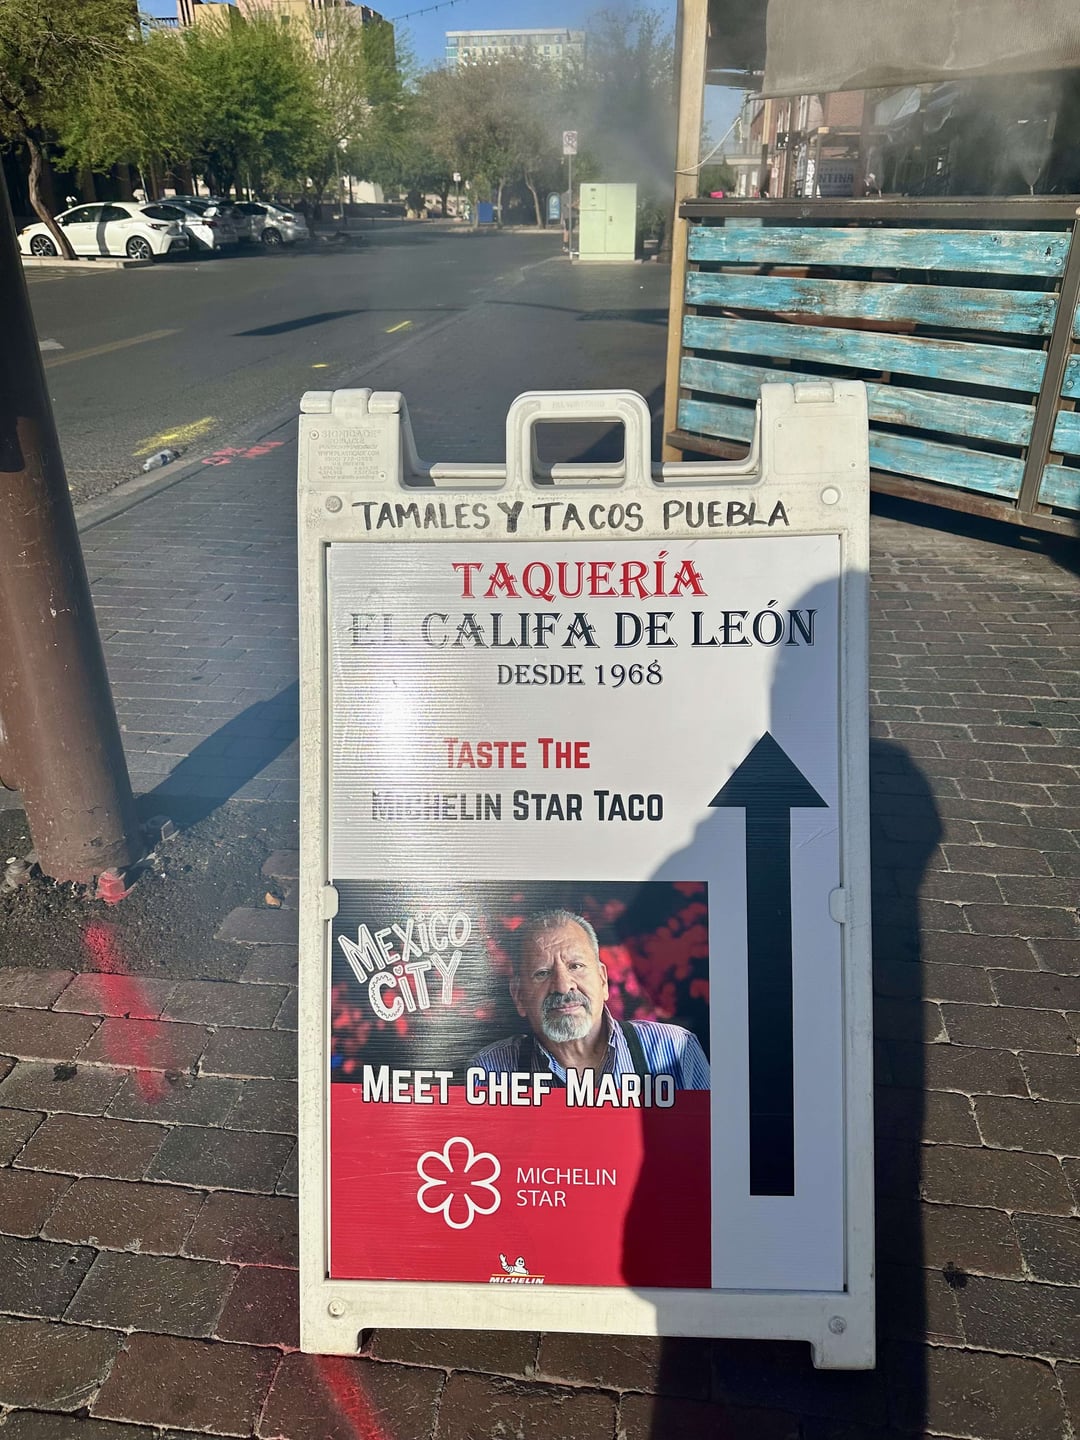 TAMALES Y TACOS PUEBLA
TAQUERÍA
EL CALIFA DE LEÓN
DESDE 1968
TASTE THE
MICHELIN STAR TACO
MEXICO
CITY
MEET CHEF MARIO
MICHELIN
STAR
MICHELIN